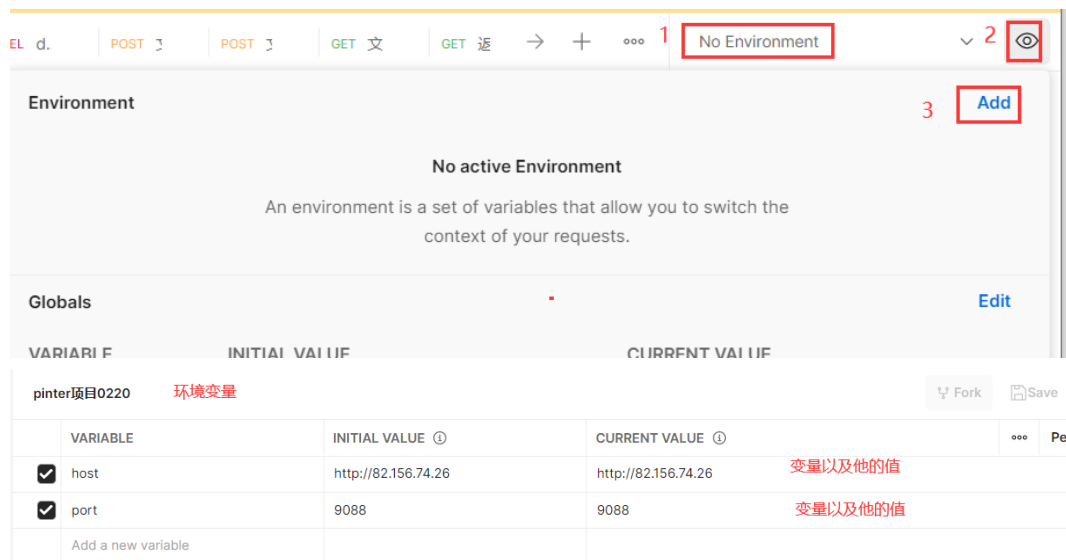 EL d. POST POST GET 文 GET 返 1 No Environment 2
Environment
3 Add
No active Environment
An environment is a set of variables that allow you to switch the
context of your requests.
Globals Edit
VARIABLE INITIAL VALUE CURRENT VALUE
pinter项目0220 环境变量 Fork Save
VARIABLE INITIAL VALUE CURRENT VALUE Pe
host http://82.156.74.26 http://82.156.74.26 变量以及他的值
port 9088 9088 变量以及他的值
Add a new variable